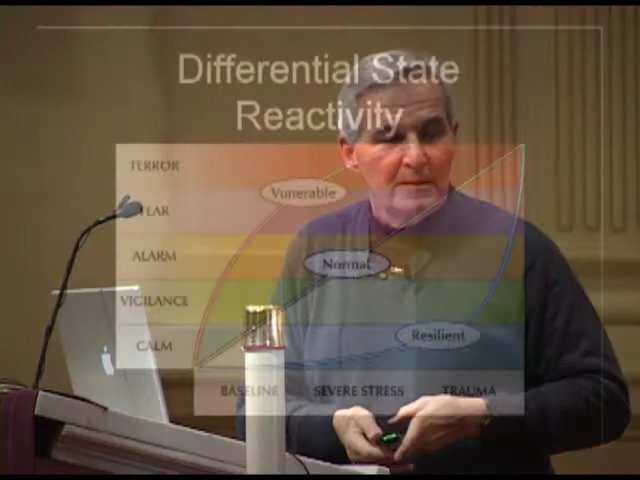 Differential State
Reactivity
TERROR
Vunerable
FEAR
ALARM
Normal
VIGILANCE
CALM
Resilient
BASELINE SEVERE STRESS TRAUMA